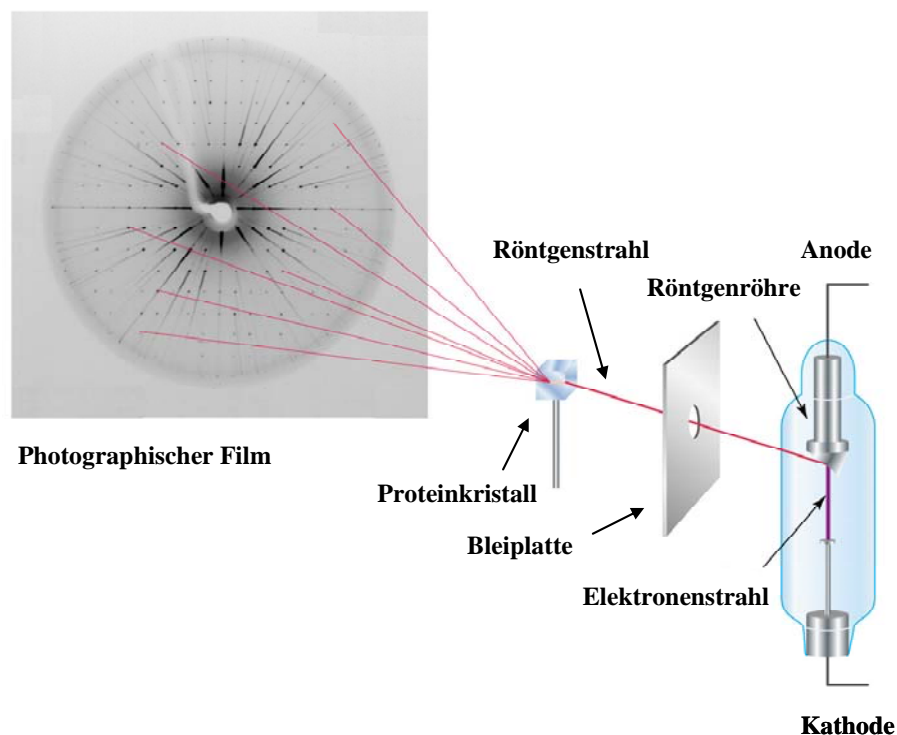 Röntgenstrahl
Anode
Röntgenröhre
Photographischer Film
Proteinkristall
Bleiplatte
Elektronenstrahl
Kathode